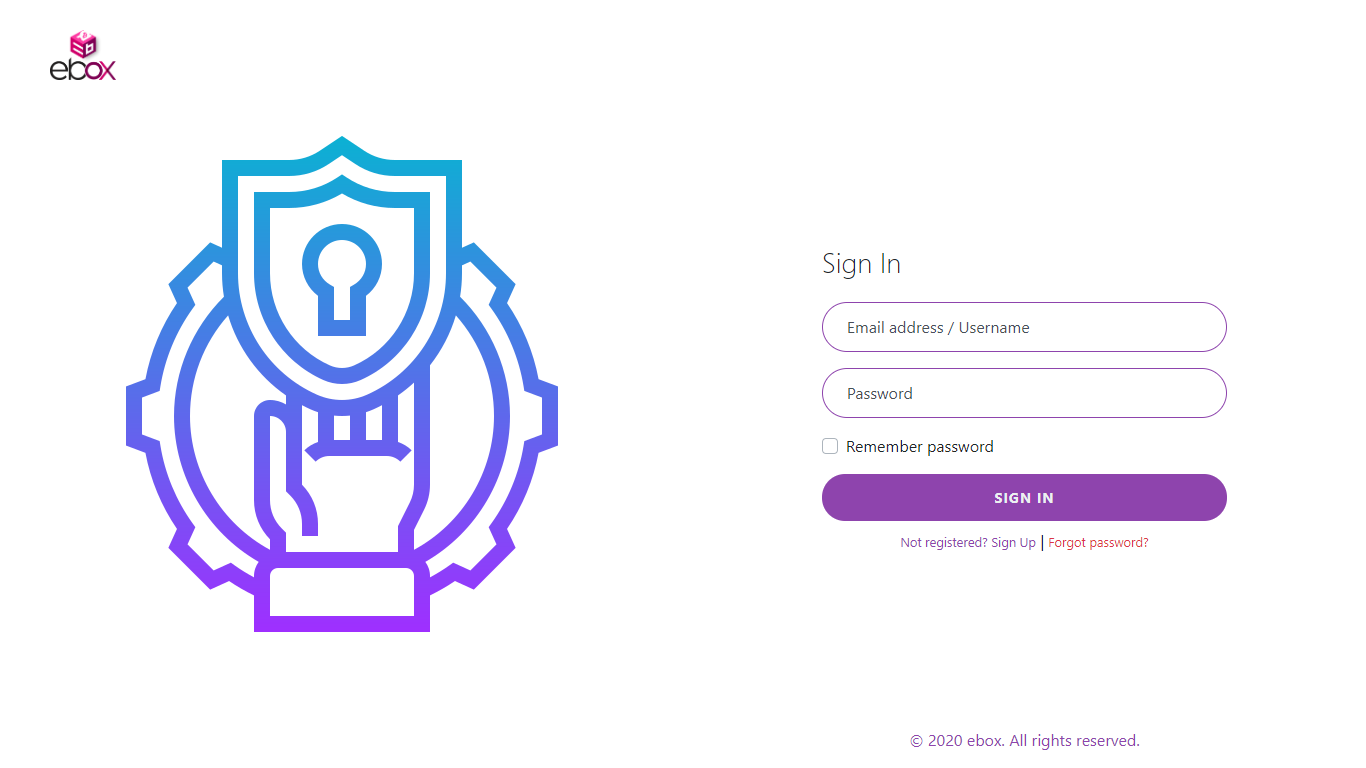 ebox
Sign In
Email address / Username
Password
Remember password
SIGN IN
Not registered? Sign Up | Forgot password?
© 2020 ebox. All rights reserved.